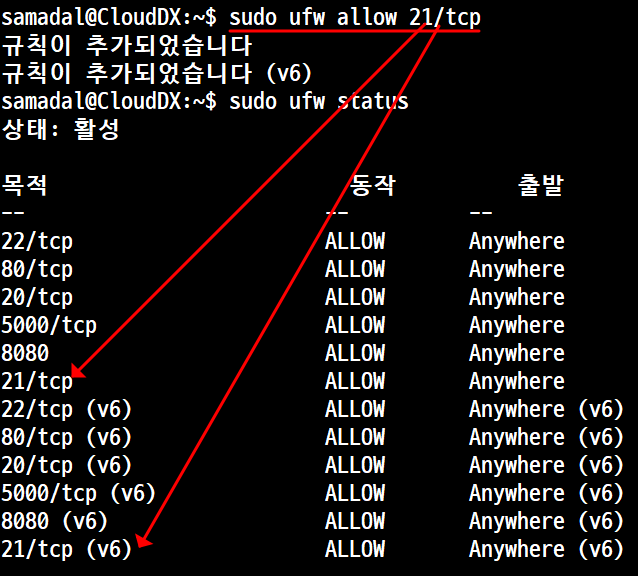 samadal@CloudDX:~$ sudo ufw allow 21/tcp
규칙이 추가되었습니다
규칙이 추가되었습니다 (v6)
samadal@CloudDX:~$ sudo ufw status
상태: 활성
목적 동작 출발
-- -- --
22/tcp ALLOW Anywhere
80/tcp ALLOW Anywhere
20/tcp ALLOW Anywhere
5000/tcp ALLOW Anywhere
8080 ALLOW Anywhere
21/tcp ALLOW Anywhere
22/tcp (v6) ALLOW Anywhere (v6)
80/tcp (v6) ALLOW Anywhere (v6)
20/tcp (v6) ALLOW Anywhere (v6)
5000/tcp (v6) ALLOW Anywhere (v6)
8080 (v6) ALLOW Anywhere (v6)
21/tcp (v6) ALLOW Anywhere (v6)